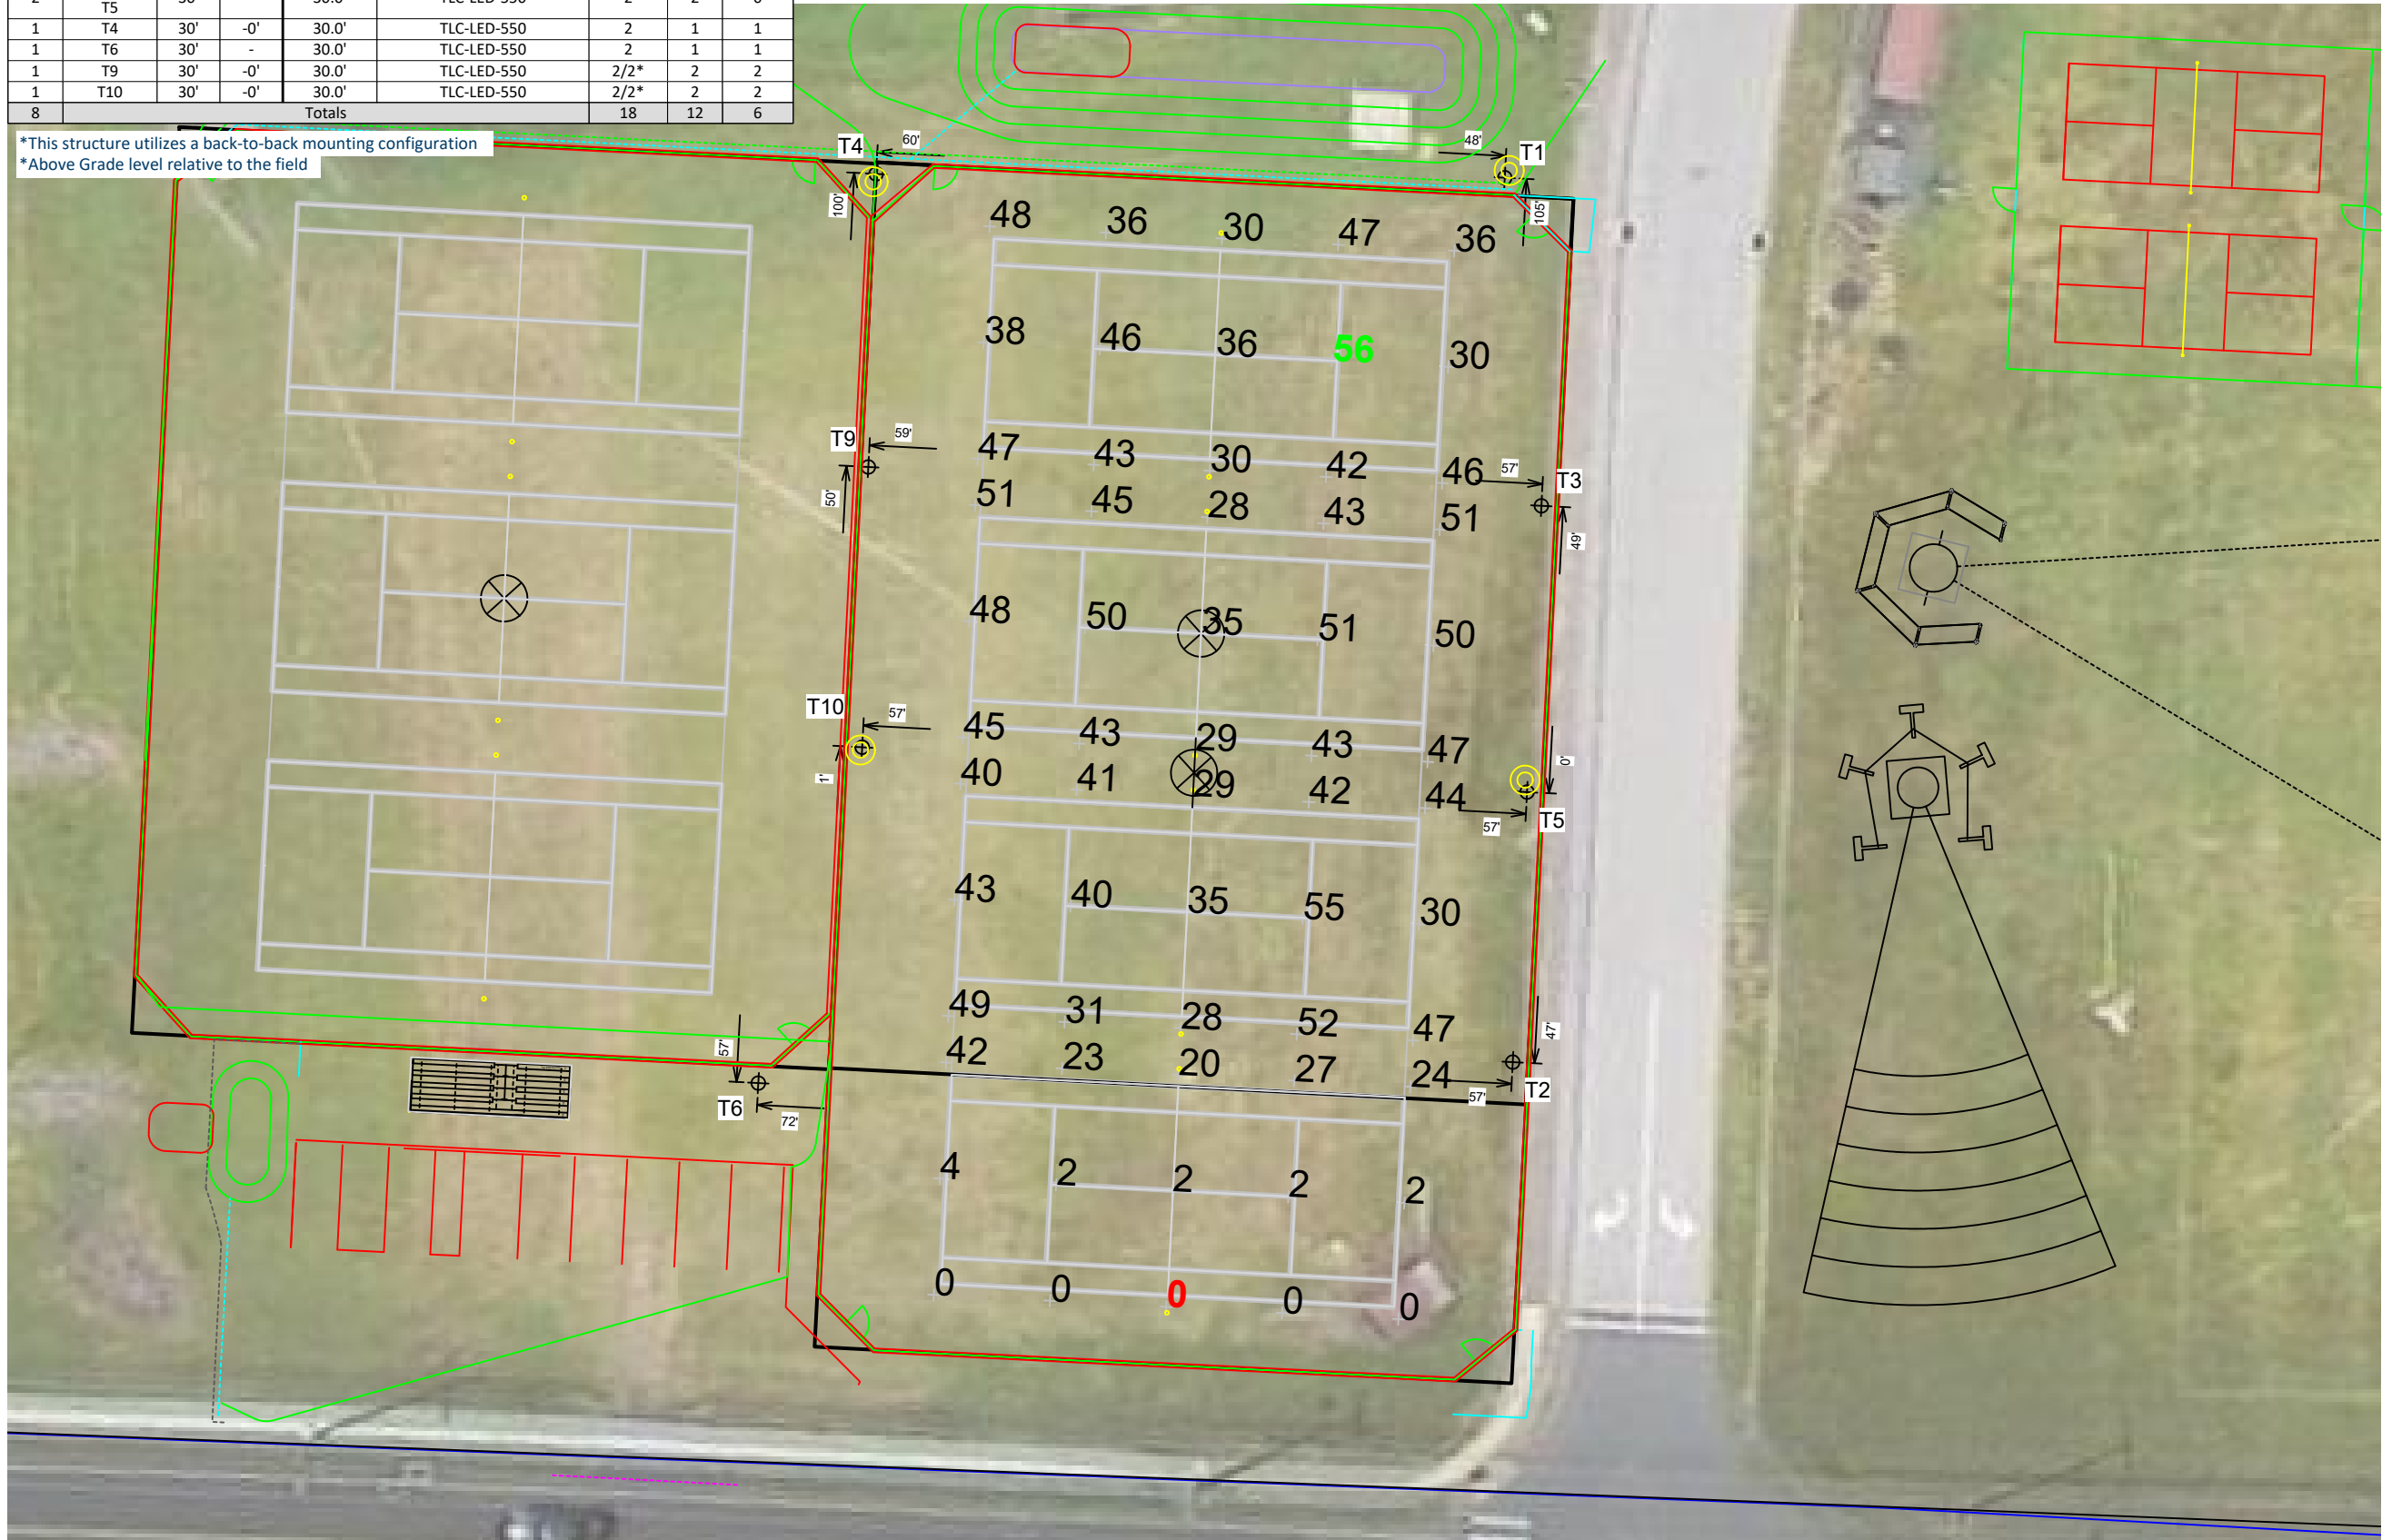 T5
1 T4 30' -0' 30.0' TLC-LED-550 2 1 1
1 T6 30' - 30.0' TLC-LED-550 2 1 1
1 T9 30' -0' 30.0' TLC-LED-550 2/2* 2 2
1 T10 30' -0' 30.0' TLC-LED-550 2/2* 2 2
8 Totals 18 12 6
*This structure utilizes a back-to-back mounting configuration
*Above Grade level relative to the field
T4 60' 48' T1
100' 105'
48 36 30 47 36
38 46 36 56 30
T9 59'
47 43 30 42 46 57' T3
50'
51 45 28 43 51
49'
48 50 35 51 50
T10 57'
45 43 29 43 47
1' 0'
40 41 29 42 44
57' T5
43 40 35 55 30
49 31 28 52 47
57' 47'
42 23 20 27 24
T6 72' 57' T2
4 2 2 2 2
0 0 0 0 0